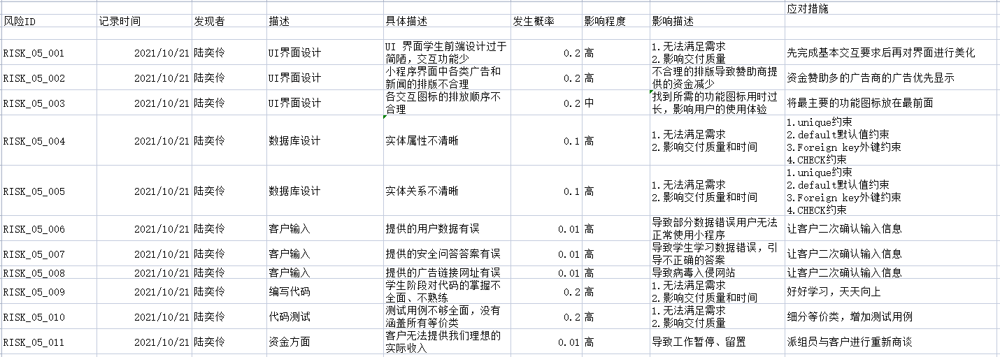 应对措施
风险ID 记录时间 发现者 描述 具体描述 发生概率 影响程度 影响描述
RISK_05_001 2021/10/21 陆奕伶 UI界面设计 UI 界面学生前端设计过于 0.2 高 1.无法满足需求 先完成基本交互要求后再对界面进行美化
简陋，交互功能少 2.影响交付质量
RISK_05_002 2021/10/21 陆奕伶 UI界面设计 小程序界面中各类广告和 0.2 高 不合理的排版导致赞助商提 资金赞助多的广告商的广告优先显示
新闻的排版不合理 供的资金减少
RISK_05_003 2021/10/21 陆奕伶 UI界面设计 各交互图标的排放顺序不 0.2 中 找到所需的功能图标用时过 将最主要的功能图标放在最前面
合理 长，影响用户的使用体验
RISK_05_004 2021/10/21 陆奕伶 数据库设计 实体属性不清晰 0.1 高 1.无法满足需求 1.unique约束
2.影响交付质量和时间 2.default默认值约束
3.Foreign key外键约束
4.CHECK约束
RISK_05_005 2021/10/21 陆奕伶 数据库设计 实体关系不清晰 0.1 高 1.无法满足需求 1.unique约束
2.影响交付质量和时间 2.default默认值约束
3.Foreign key外键约束
4.CHECK约束
RISK_05_006 2021/10/21 陆奕伶 客户输入 提供的用户数据有误 0.01 高 导致部分数据错误用户无法 让客户二次确认输入信息
正常使用小程序
RISK_05_007 2021/10/21 陆奕伶 客户输入 提供的安全问答答案有误 0.01 高 导致学生学习数据错误，引 让客户二次确认输入信息
导不正确的答案
RISK_05_008 2021/10/21 陆奕伶 客户输入 提供的广告链接网址有误 0.01 高 导致病毒入侵网站 让客户二次确认输入信息
RISK_05_009 2021/10/21 陆奕伶 编写代码 学生阶段对代码的掌握不 0.2 高 1.无法满足需求 好好学习，天天向上
全面、不熟练 2.影响交付质量和时间
RISK_05_010 2021/10/21 陆奕伶 代码测试 测试用例不够全面，没有 0.2 高 1.无法满足需求 细分等价类，增加测试用例
涵盖所有等价类 2.影响交付质量
RISK_05_011 2021/10/21 陆奕伶 资金方面 客户无法提供我们理想的 0.01 高 导致工作暂停、留置 派组员与客户进行重新商谈
实际收入